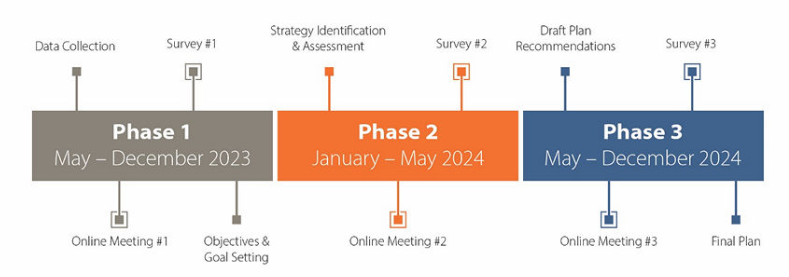 Data Collection
Survey #1
Strategy Identification
& Assessment
Survey #2
Draft Plan
Recommendations
Survey #3
Phase 1
May – December 2023
Phase 2
January – May 2024
Phase 3
May – December 2024
Online Meeting #1
Objectives &
Goal Setting
Online Meeting #2
Online Meeting #3
Final Plan